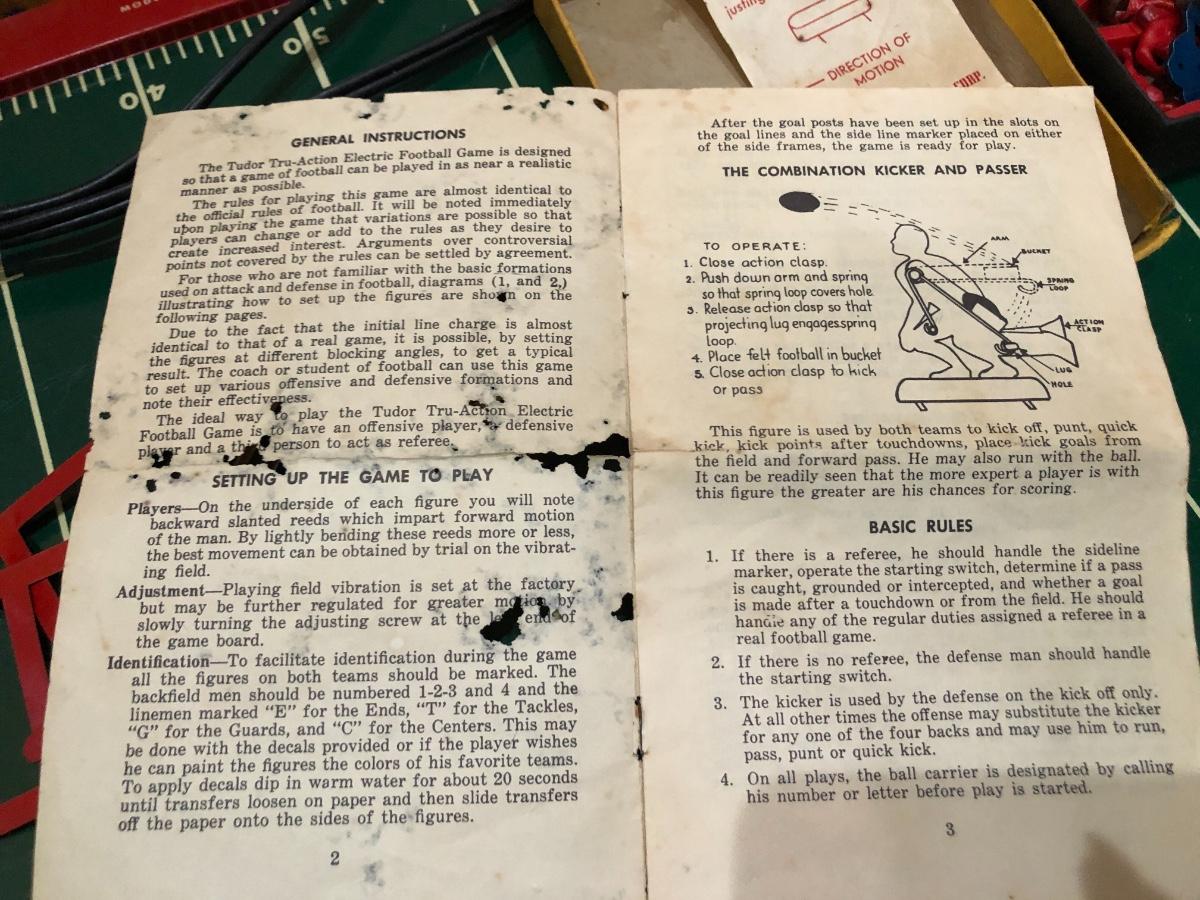 50
40
justing
DIRECTION OF
MOTION
CORP.
GENERAL INSTRUCTIONS
The Tudor Tru-Action Electric Football Game is designed
so that a game of football can be played in as near a realistic
manner as possible.
The rules for playing this game are almost identical to
the official rules of football. It will be noted immediately
upon playing the game that variations are possible so that
players can change or add to the rules as they desire to
create increased interest. Arguments over controversial
points not covered by the rules can be settled by agreement.
For those who are not familiar with the basic formations
used on attack and defense in football, diagrams (1, and 2,)
illustrating how to set up the figures are shown on the
following pages.
Due to the fact that the initial line charge is almost
identical to that of a real game, it is possible, by setting
the figures at different blocking angles, to get a typical
result. The coach or student of football can use this game
to set up various offensive and defensive formations and
note their effectiveness.
The ideal way to play the Tudor Tru-Action Electric
Football Game is to have an offensive player, a defensive
player and a third person to act as referee.
SETTING UP THE GAME TO PLAY
Players—On the underside of each figure you will note
backward slanted reeds which impart forward motion
of the man. By lightly bending these reeds more or less,
the best movement can be obtained by trial on the vibrat-
ing field.
Adjustment—Playing field vibration is set at the factory
but may be further regulated for greater motion by
slowly turning the adjusting screw at the end of
the game board.
Identification—To facilitate identification during the game
all the figures on both teams should be marked. The
backfield men should be numbered 1-2-3 and 4 and the
linemen marked "E" for the Ends, "T" for the Tackles,
"G" for the Guards, and "C" for the Centers. This may
be done with the decals provided or if the player wishes
he can paint the figures the colors of his favorite teams.
To apply decals dip in warm water for about 20 seconds
until transfers loosen on paper and then slide transfers
off the paper onto the sides of the figures.
2
After the goal posts have been set up in the slots on
the goal lines and the side line marker placed on either
of the side frames, the game is ready for play.
THE COMBINATION KICKER AND PASSER
TO OPERATE:
1. Close action clasp.
2. Push down arm and spring
so that spring loop covers hole
3. Release action clasp so that
projecting lug engages spring
loop.
4. Place felt football in bucket
5. Close action clasp to kick
or pass
ARM
BUCKET
SPRING
LOOP
ACTION
CLASP
LUG
HOLE
This figure is used by both teams to kick off, punt, quick
kick, kick points after touchdowns, place kick goals from
the field and forward pass. He may also run with the ball.
It can be readily seen that the more expert a player is with
this figure the greater are his chances for scoring.
BASIC RULES
1. If there is a referee, he should handle the sideline
marker, operate the starting switch, determine if a pass
is caught, grounded or intercepted, and whether a goal
is made after a touchdown or from the field. He should
handle any of the regular duties assigned a referee in a
real football game.
2. If there is no referee, the defense man should handle
the starting switch.
3. The kicker is used by the defense on the kick off only.
At all other times the offense may substitute the kicker
for any one of the four backs and may use him to run,
pass, punt or quick kick.
4. On all plays, the ball carrier is designated by calling
his number or letter before play is started.
3